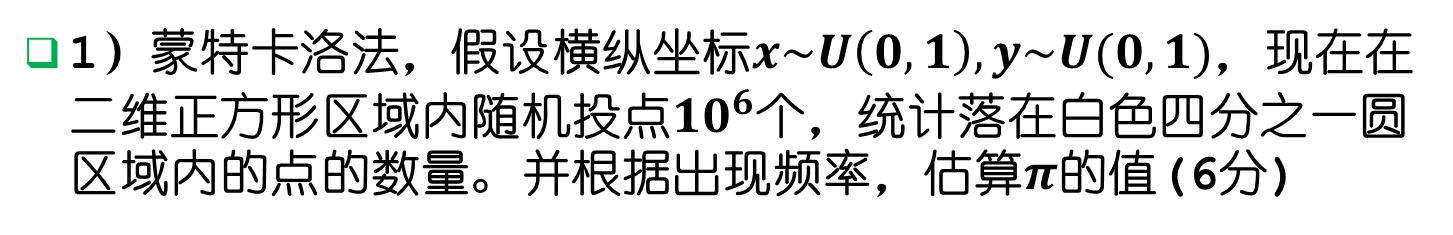 1) 蒙特卡洛法，假设横纵坐标x~U(0,1),y~U(0,1)，现在在
二维正方形区域内随机投点10⁶个，统计落在白色四分之一圆
区域内的点的数量。并根据出现频率，估算π的值(6分)